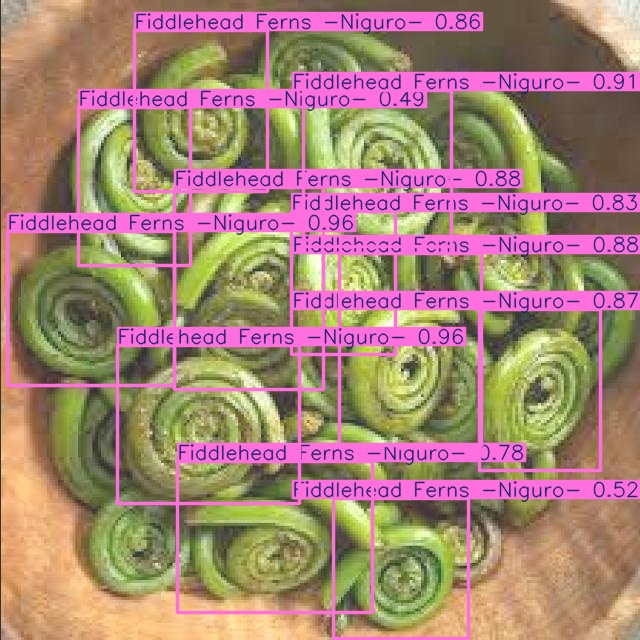 Fiddlehead Ferns -Niguro- 0.86
Fiddlehead Ferns -Niguro- 0.91
Fiddlehead Ferns -Niguro- 0.49
Fiddlehead Ferns -Niguro- 0.88
Fiddlehead Ferns -Niguro- 0.83
Fiddlehead Ferns -Niguro- 0.96
Fiddlehead Ferns -Niguro- 0.88
Fiddlehead Ferns -Niguro- 0.87
Fiddlehead Ferns -Niguro- 0.96
Fiddlehead Ferns -Niguro- 0.78
Fiddlehead Ferns -Niguro- 0.52